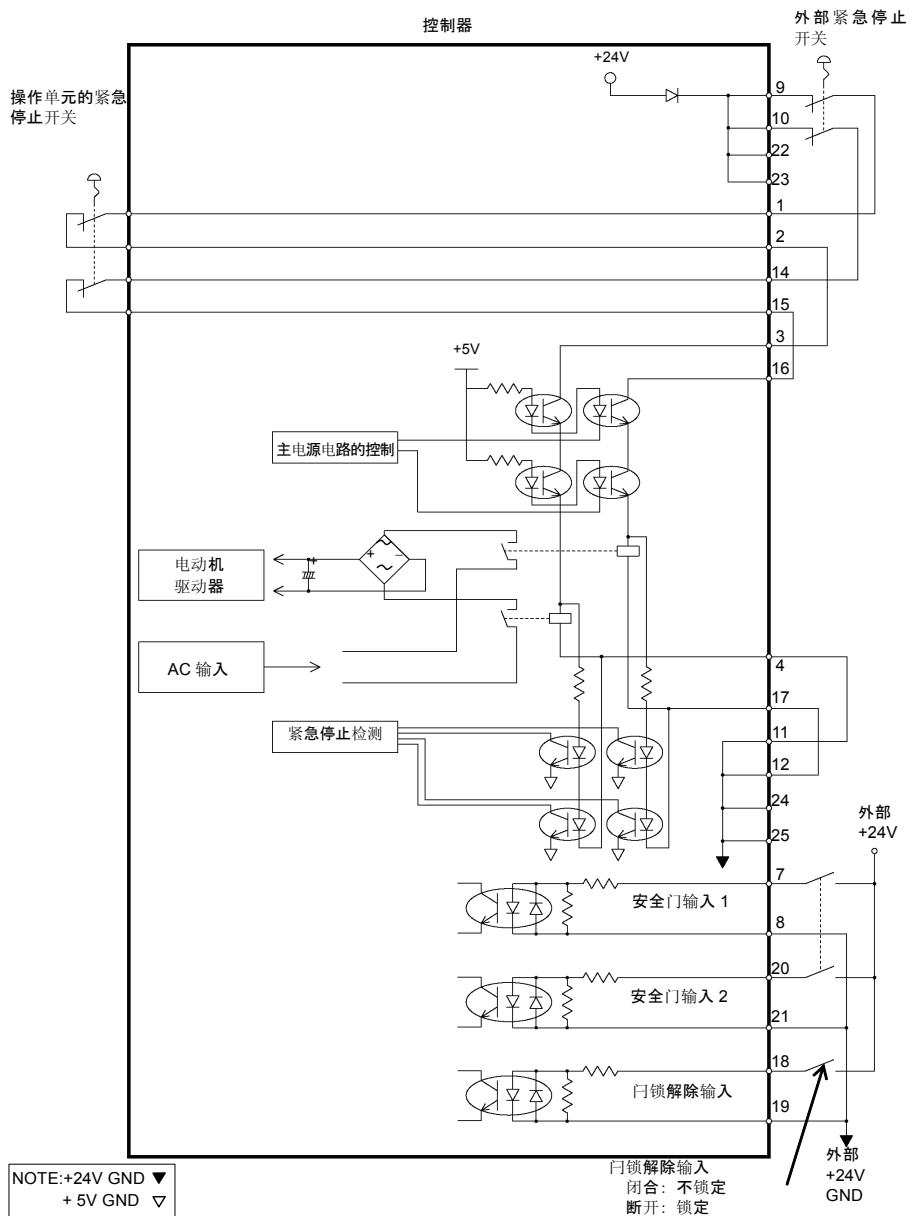 控制器
外部紧急停止
开关
+24V
操作单元的紧急
停止开关
9
10
22
23
1
2
14
15
3
16
+5V
主电源电路的控制
+
+
−
电动机
驱动器
AC 输入
4
17
紧急停止检测
11
12
24
25
外部
+24V
7
安全门输入 1
8
20
安全门输入 2
21
18
闩锁解除输入
19
外部
+24V
GND
闩锁解除输入
闭合：不锁定
断开：锁定
NOTE:+24V GND ▼
+ 5V GND ▽